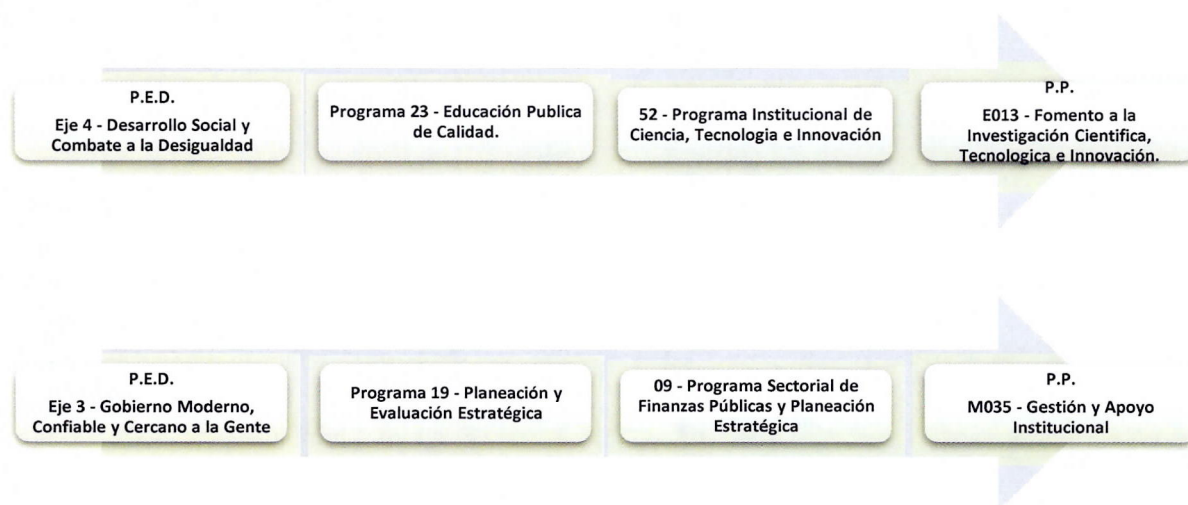 P.E.D.
Eje 4 - Desarrollo Social y
Combate a la Desigualdad
Programa 23 - Educación Publica
de Calidad.
52 - Programa Institucional de
Ciencia, Tecnologia e Innovación
P.P.
E013 - Fomento a la
Investigación Cientifica,
Tecnologica e Innovación.
P.E.D.
Eje 3 - Gobierno Moderno,
Confiable y Cercano a la Gente
Programa 19 - Planeación y
Evaluación Estratégica
09 - Programa Sectorial de
Finanzas Públicas y Planeación
Estratégica
P.P.
M035 - Gestión y Apoyo
Institucional